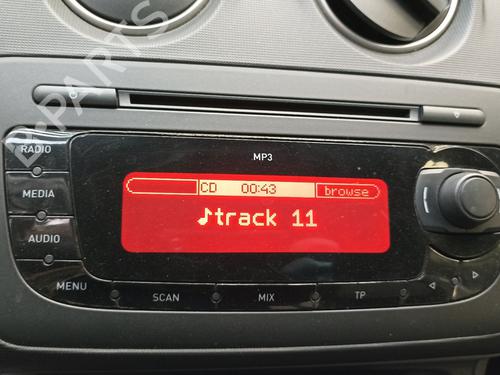 B-PARTS
RADIO
MP3
MEDIA
CD 00:43 browse
♪track 11
AUDIO
MENU
SCAN
MIX
TP